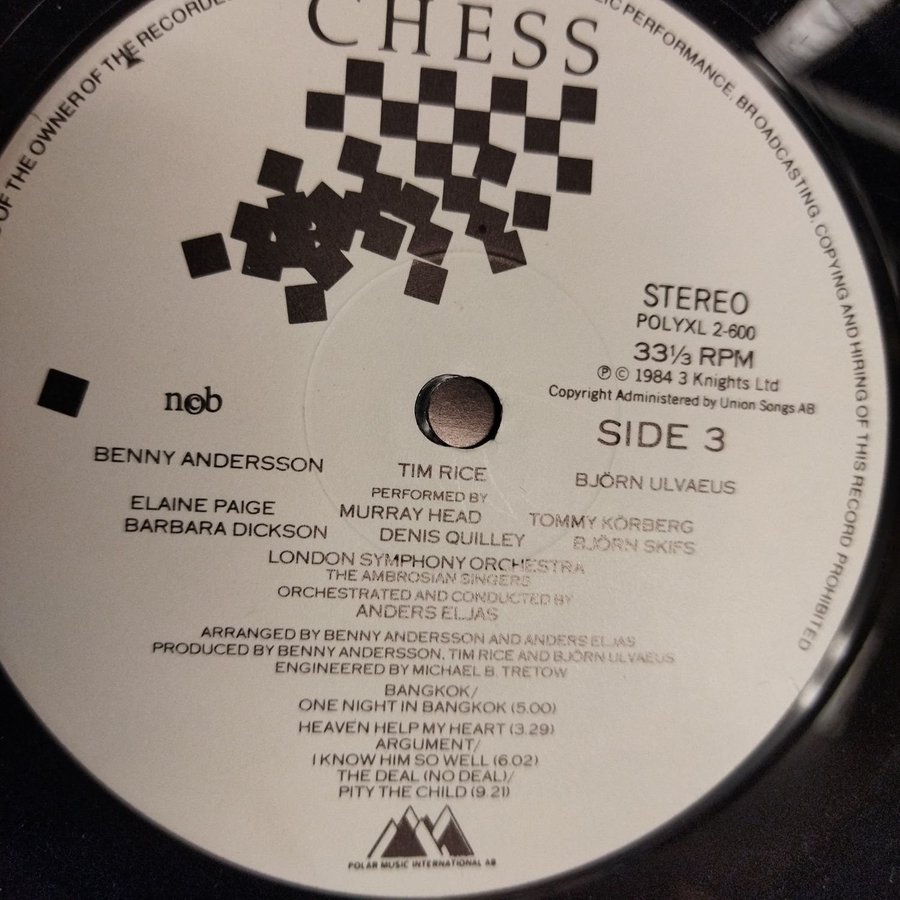 OF THE OWNER OF THE RECORDED
PERFORMANCE, BROADCASTING, COPYING AND HIRING OF THIS RECORD PROHIBITED
CHESS
STEREO
POLYXL 2-600
33⅓ RPM
℗ © 1984 3 Knights Ltd
Copyright Administered by Union Songs AB
n©b
SIDE 3
BENNY ANDERSSON TIM RICE BJÖRN ULVAEUS
PERFORMED BY
ELAINE PAIGE MURRAY HEAD TOMMY KÖRBERG
BARBARA DICKSON DENIS QUILLEY BJÖRN SKIFS
LONDON SYMPHONY ORCHESTRA
THE AMBROSIAN SINGERS
ORCHESTRATED AND CONDUCTED BY
ANDERS ELJAS
ARRANGED BY BENNY ANDERSSON AND ANDERS ELJAS
PRODUCED BY BENNY ANDERSSON, TIM RICE AND BJÖRN ULVAEUS
ENGINEERED BY MICHAEL B. TRETOW
BANGKOK/
ONE NIGHT IN BANGKOK (5.00)
HEAVEN HELP MY HEART (3.29)
ARGUMENT/
I KNOW HIM SO WELL (6.02)
THE DEAL (NO DEAL)/
PITY THE CHILD (9.21)
POLAR MUSIC INTERNATIONAL AB